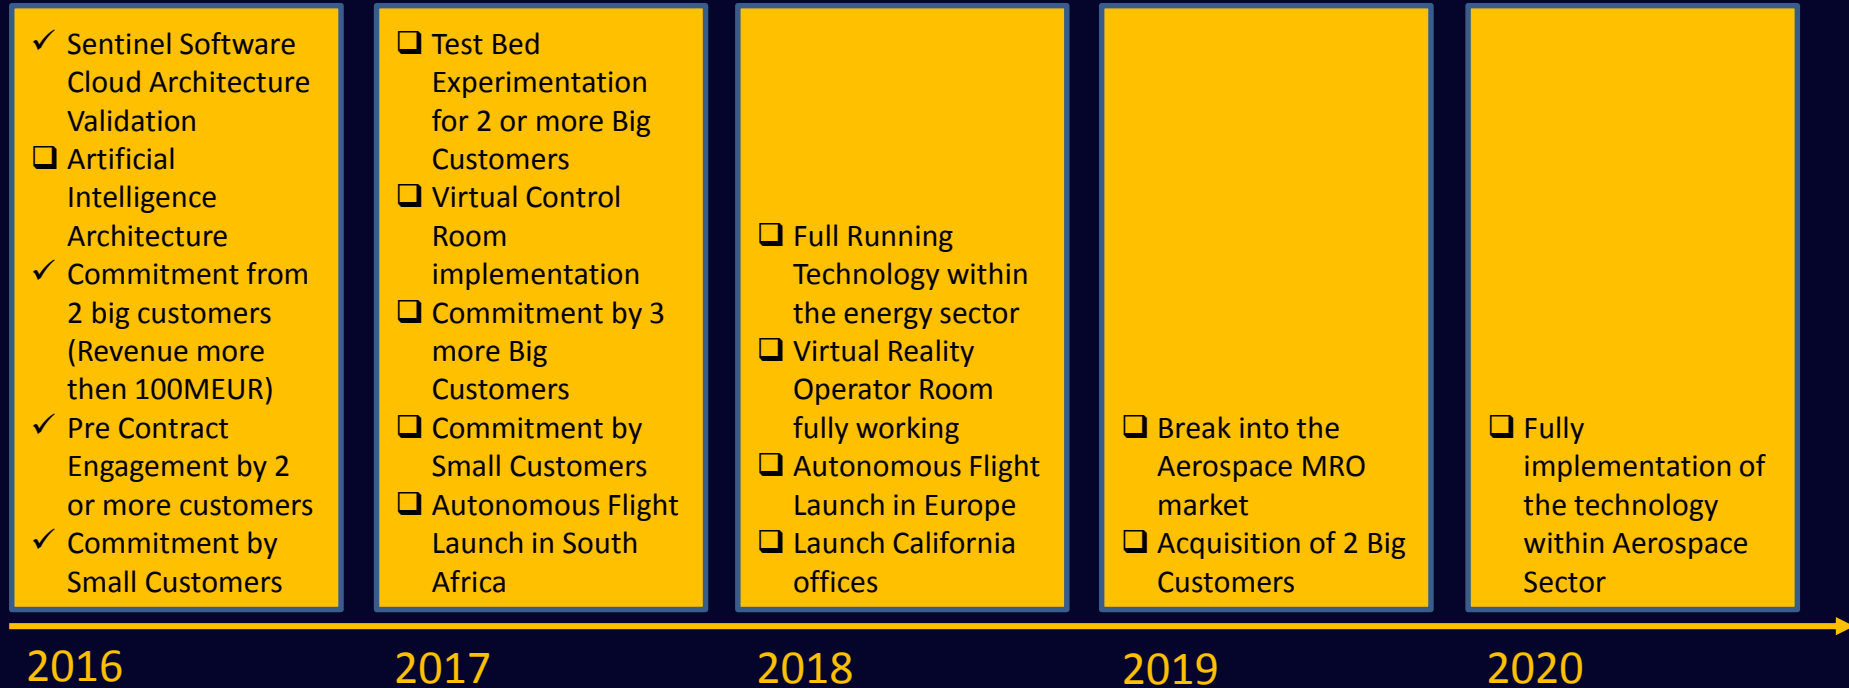 ✓ Sentinel Software
Cloud Architecture
Validation
❑ Artificial
Intelligence
Architecture
✓ Commitment from
2 big customers
(Revenue more
then 100MEUR)
✓ Pre Contract
Engagement by 2
or more customers
✓ Commitment by
Small Customers
❑ Test Bed
Experimentation
for 2 or more Big
Customers
❑ Virtual Control
Room
implementation
❑ Commitment by 3
more Big
Customers
❑ Commitment by
Small Customers
❑ Autonomous Flight
Launch in South
Africa
❑ Full Running
Technology within
the energy sector
❑ Virtual Reality
Operator Room
fully working
❑ Autonomous Flight
Launch in Europe
❑ Launch California
offices
❑ Break into the
Aerospace MRO
market
❑ Acquisition of 2 Big
Customers
❑ Fully
implementation of
the technology
within Aerospace
Sector
2016
2017
2018
2019
2020